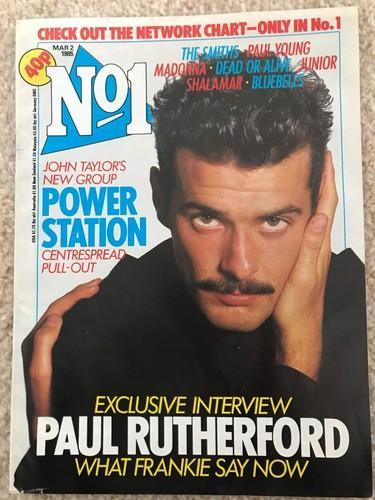 CHECK OUT THE NETWORK CHART—ONLY IN No.1
MAR 2
1985
40p
No1
THE SMITHS • PAUL YOUNG
MADONNA • DEAD OR ALIVE • JUNIOR
SHALAMAR • BLUEBELLS
JOHN TAYLOR'S
NEW GROUP
POWER
STATION
CENTRESPREAD
PULL-OUT
EXCLUSIVE INTERVIEW
PAUL RUTHERFORD
WHAT FRANKIE SAY NOW